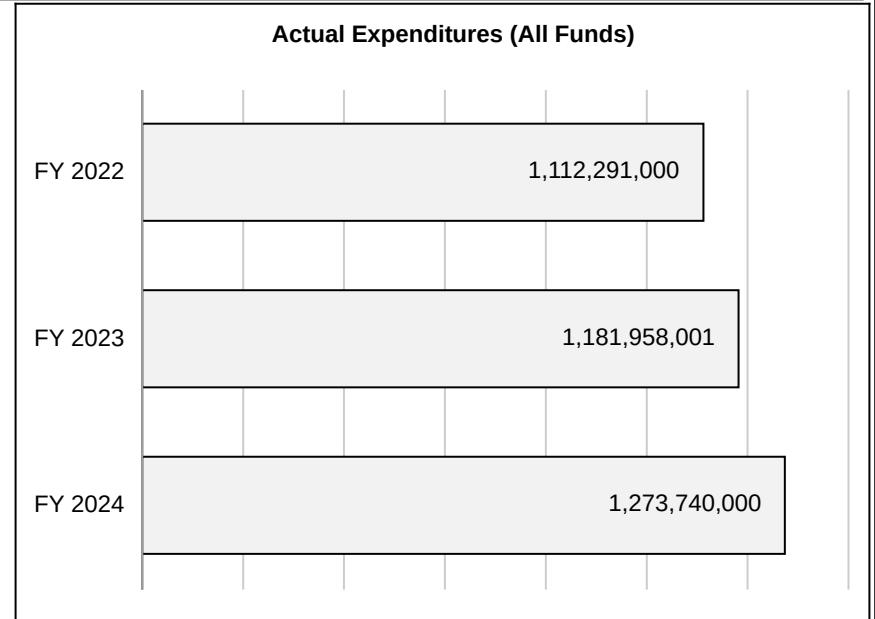 Actual Expenditures (All Funds)
FY 2022
1,112,291,000
FY 2023
1,181,958,001
FY 2024
1,273,740,000